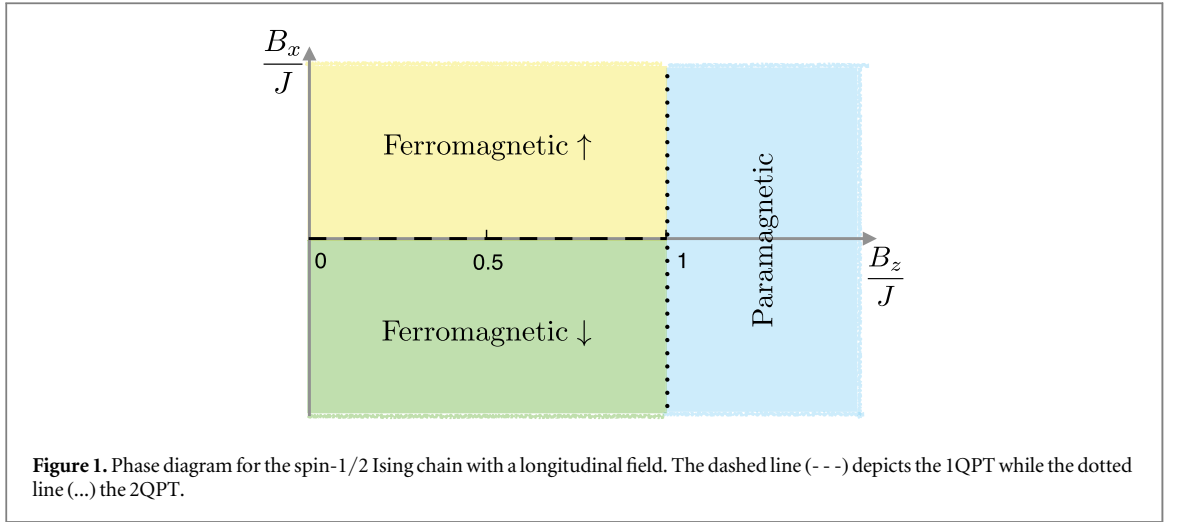 B_x
J
Ferromagnetic ↑
Paramagnetic
0
0.5
1
B_z
J
Ferromagnetic ↓
Figure 1. Phase diagram for the spin-1/2 Ising chain with a longitudinal field. The dashed line (- - -) depicts the 1QPT while the dotted
line (...) the 2QPT.